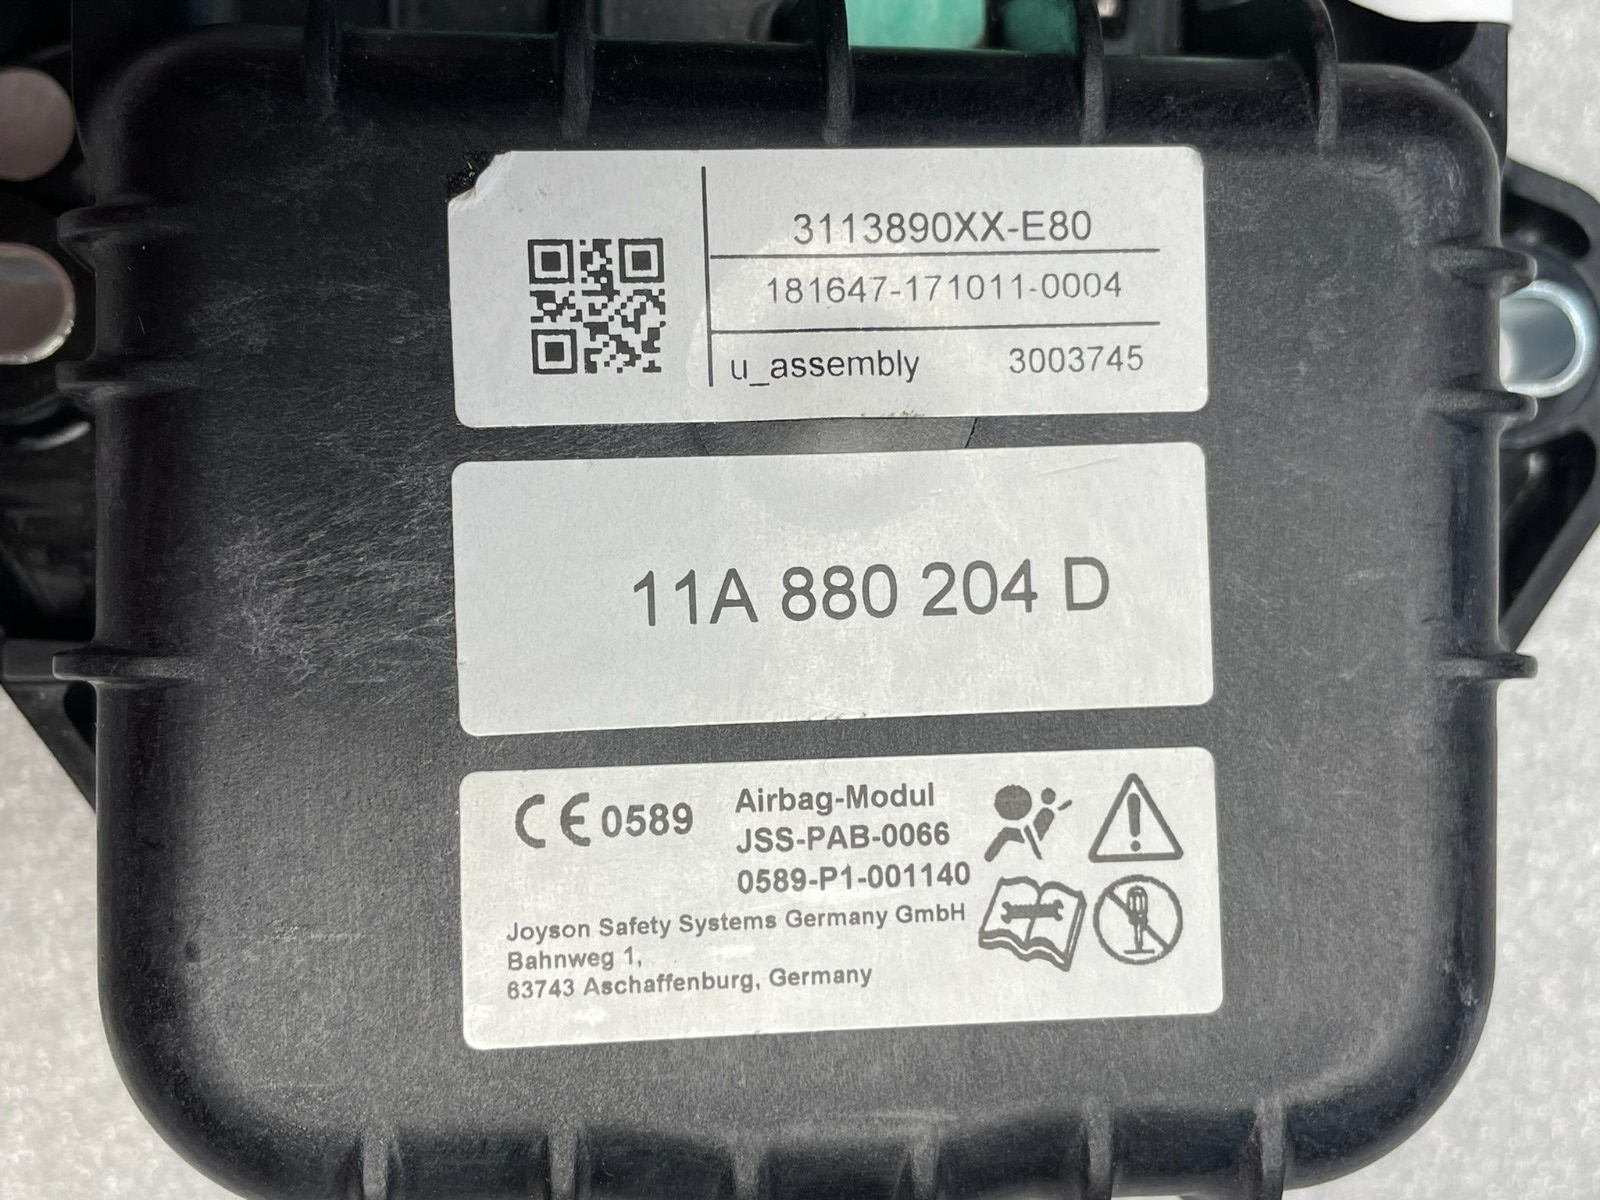 3113890XX-E80
181647-171011-0004
u_assembly 3003745
11A 880 204 D
CE 0589
Airbag-Modul
JSS-PAB-0066
0589-P1-001140
Joyson Safety Systems Germany GmbH
Bahnweg 1,
63743 Aschaffenburg, Germany